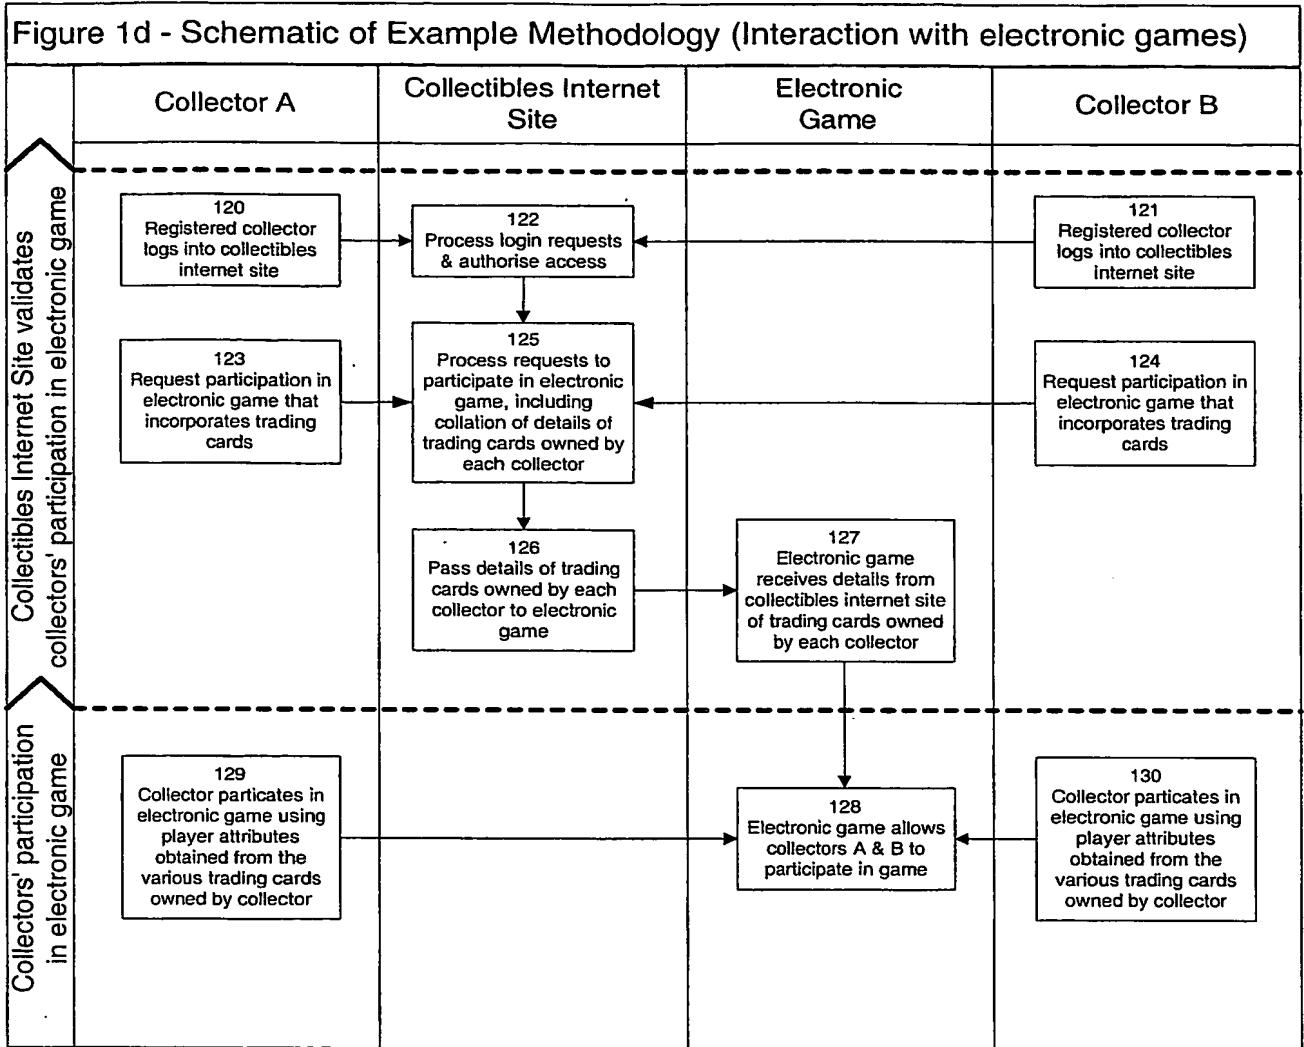 Figure 1d - Schematic of Example Methodology (Interaction with electronic games)
Collector A
Collectibles Internet
Site
Electronic
Game
Collector B
Collectibles Internet Site validates
collectors' participation in electronic game
120
Registered collector
logs into collectibles
internet site
122
Process login requests
& authorise access
121
Registered collector
logs into collectibles
internet site
123
Request participation in
electronic game that
incorporates trading
cards
125
Process requests to
participate in electronic
game, including
collation of details of
trading cards owned by
each collector
124
Request participation in
electronic game that
incorporates trading
cards
126
Pass details of trading
cards owned by each
collector to electronic
game
127
Electronic game
receives details from
collectibles internet site
of trading cards owned
by each collector
Collectors' participation
in electronic game
129
Collector particates in
electronic game using
player attributes
obtained from the
various trading cards
owned by collector
128
Electronic game allows
collectors A & B to
participate in game
130
Collector particates in
electronic game using
player attributes
obtained from the
various trading cards
owned by collector